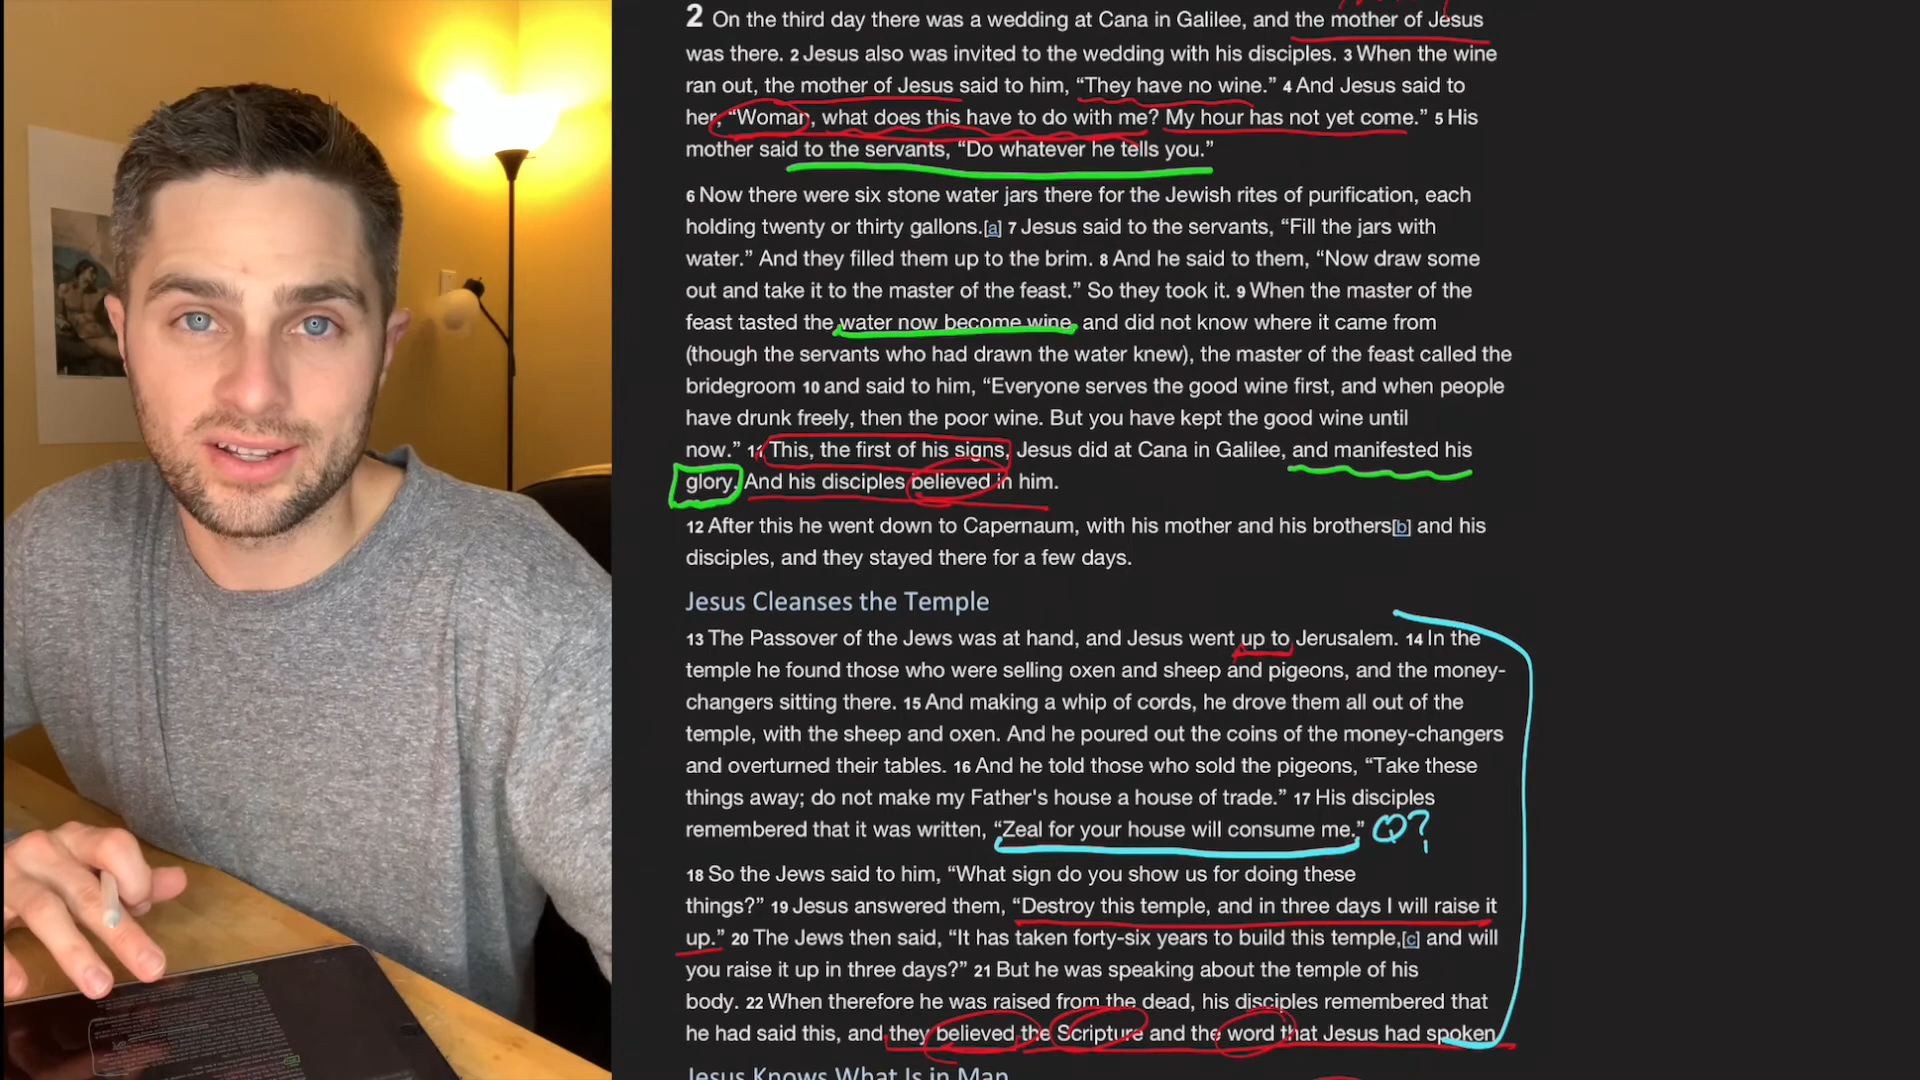 2 On the third day there was a wedding at Cana in Galilee, and the mother of Jesus
was there. 2 Jesus also was invited to the wedding with his disciples. 3 When the wine
ran out, the mother of Jesus said to him, “They have no wine.” 4 And Jesus said to
her, “Woman, what does this have to do with me? My hour has not yet come.” 5 His
mother said to the servants, “Do whatever he tells you.”
6 Now there were six stone water jars there for the Jewish rites of purification, each
holding twenty or thirty gallons.[a] 7 Jesus said to the servants, “Fill the jars with
water.” And they filled them up to the brim. 8 And he said to them, “Now draw some
out and take it to the master of the feast.” So they took it. 9 When the master of the
feast tasted the water now become wine, and did not know where it came from
(though the servants who had drawn the water knew), the master of the feast called the
bridegroom 10 and said to him, “Everyone serves the good wine first, and when people
have drunk freely, then the poor wine. But you have kept the good wine until
now.” 11 This, the first of his signs, Jesus did at Cana in Galilee, and manifested his
glory. And his disciples believed in him.
12 After this he went down to Capernaum, with his mother and his brothers[b] and his
disciples, and they stayed there for a few days.
Jesus Cleanses the Temple
13 The Passover of the Jews was at hand, and Jesus went up to Jerusalem. 14 In the
temple he found those who were selling oxen and sheep and pigeons, and the money-
changers sitting there. 15 And making a whip of cords, he drove them all out of the
temple, with the sheep and oxen. And he poured out the coins of the money-changers
and overturned their tables. 16 And he told those who sold the pigeons, “Take these
things away; do not make my Father's house a house of trade.” 17 His disciples
remembered that it was written, “Zeal for your house will consume me.” Q?
18 So the Jews said to him, “What sign do you show us for doing these
things?” 19 Jesus answered them, “Destroy this temple, and in three days I will raise it
up.” 20 The Jews then said, “It has taken forty-six years to build this temple,[c] and will
you raise it up in three days?” 21 But he was speaking about the temple of his
body. 22 When therefore he was raised from the dead, his disciples remembered that
he had said this, and they believed the Scripture and the word that Jesus had spoken.
Jesus Knows What Is in Man